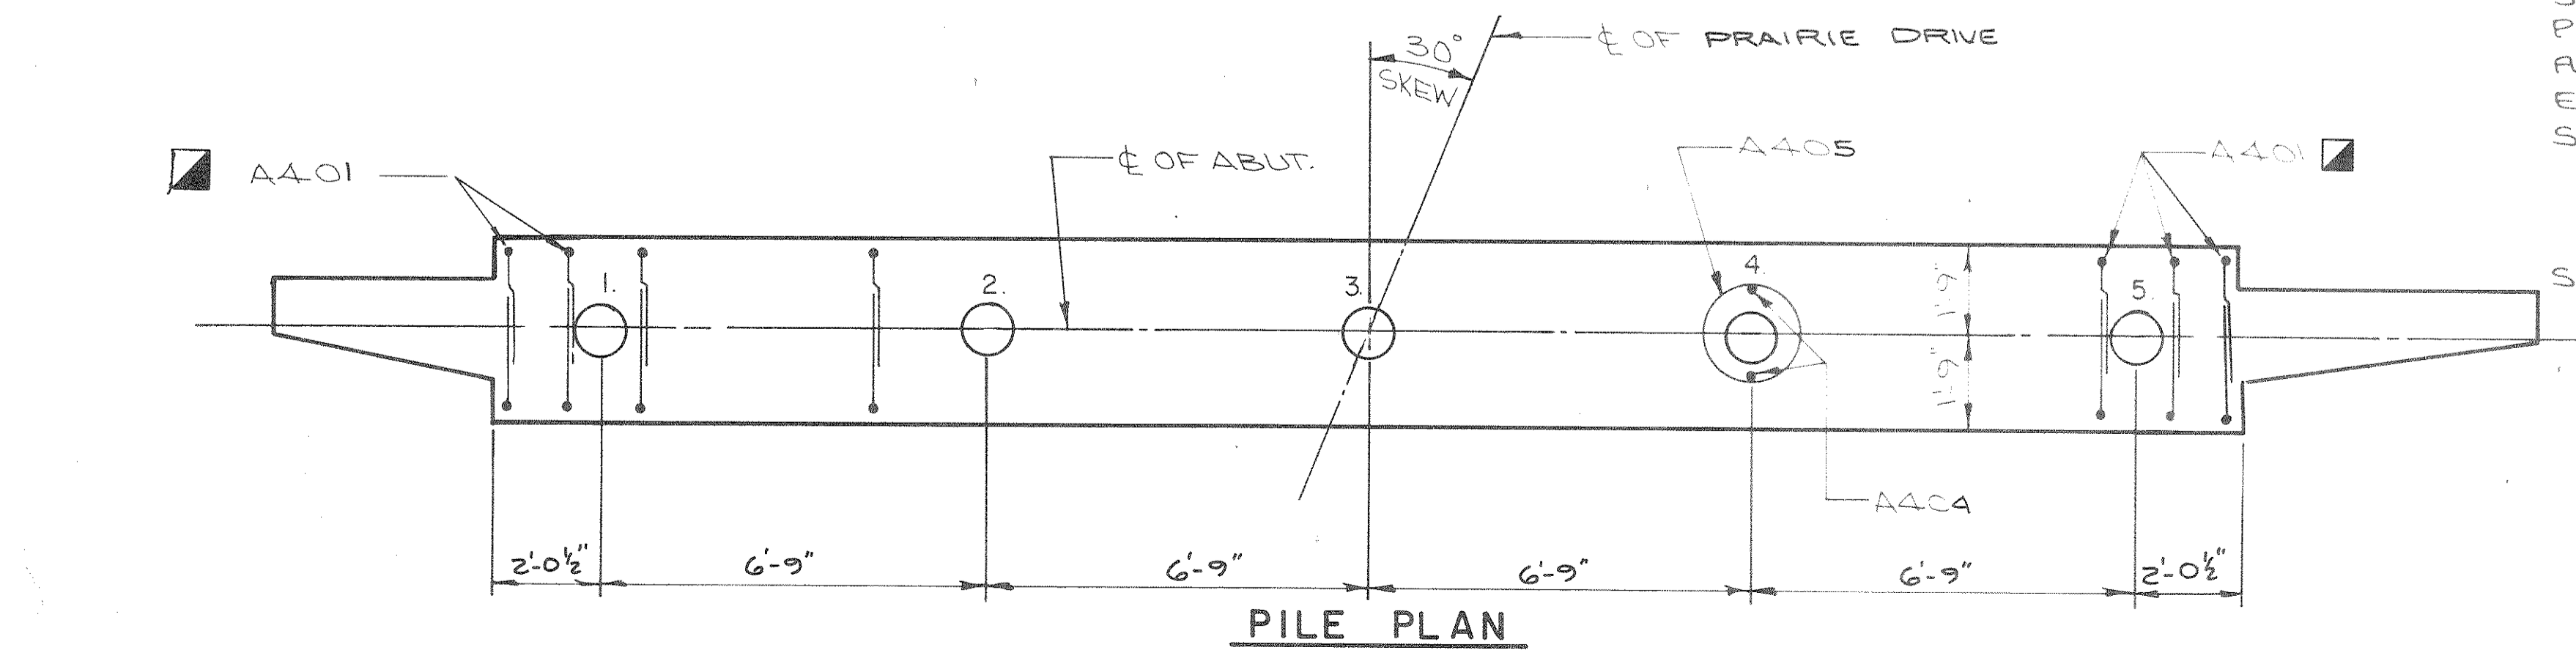 30°
SKEW
℄ OF PRAIRIE DRIVE
P
A
E
S
A401
℄ OF ABUT.
A405
A401
1.
2.
3.
4.
5.
1'-9"
1'-9"
S
A404
2'-0½"
6'-9"
6'-9"
6'-9"
6'-9"
2'-0½"
PILE PLAN